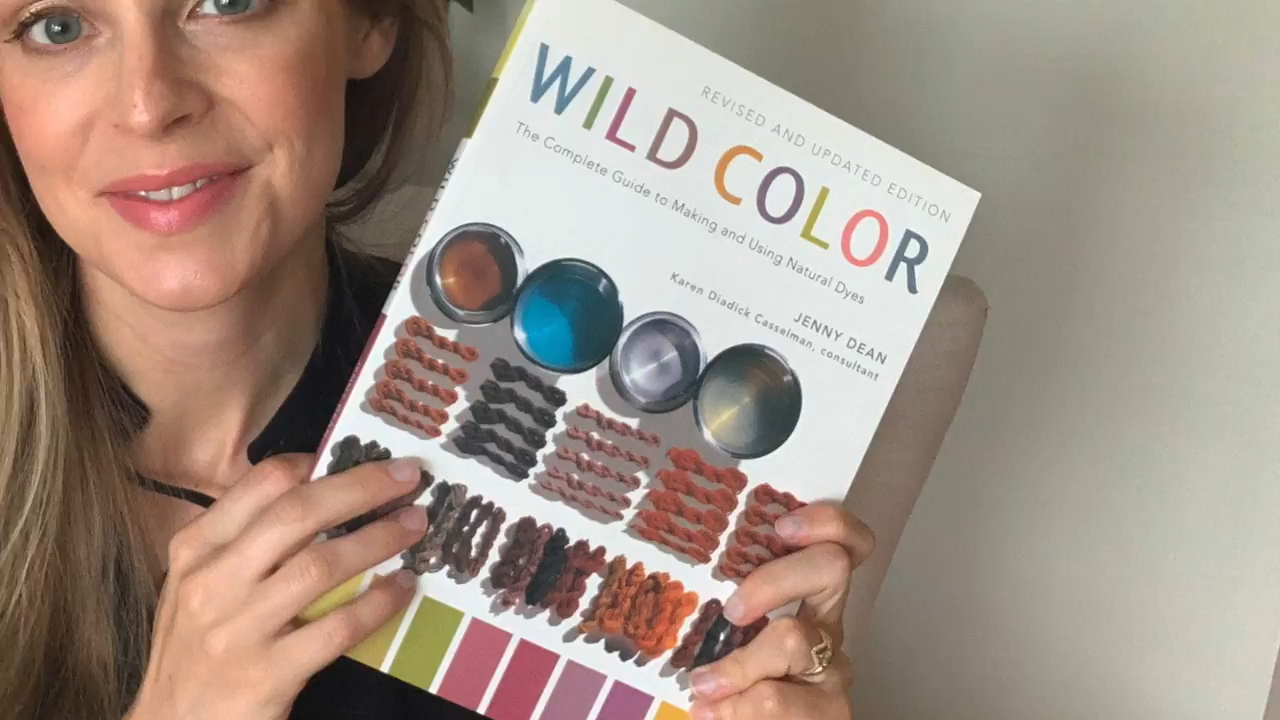 REVISED AND UPDATED EDITION
WILD COLOR
The Complete Guide to Making and Using Natural Dyes
JENNY DEAN
Karen Diadick Casselman, consultant